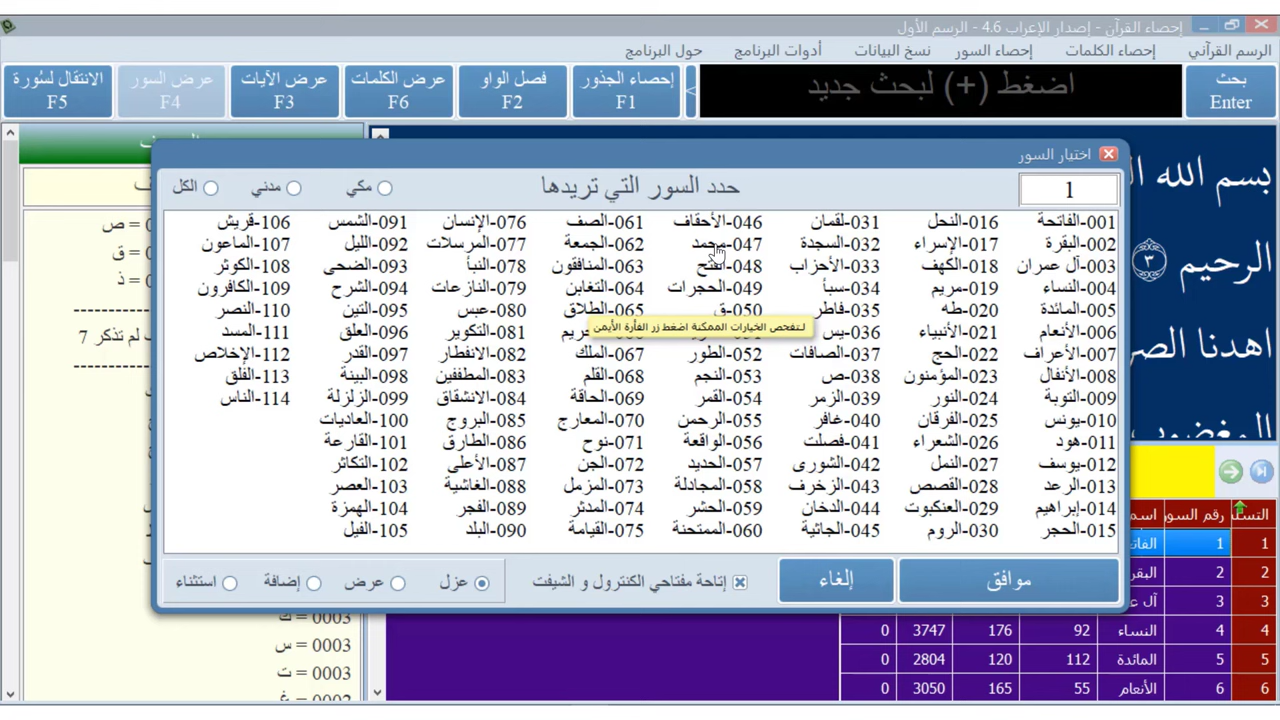 إحصاء القرآن - إصدار الإعراب 4.6 - الرسم الأول
الرسم القرآني إحصاء الكلمات إحصاء السور نسخ البيانات أدوات البرنامج حول البرنامج
بحث Enter
اضغط (+) لبحث جديد
>
إحصاء الجذور F1
فصل الواو F2
عرض الكلمات F6
عرض الآيات F3
عرض السور F4
الانتقال لسُورة F5
بسم الله
الرحيم ٣
اهدنا الصر
المغضوب
اختيار السور
1
حدد السور التي تريدها
مكي
مدني
الكل
001-الفاتحة
002-البقرة
003-آل عمران
004-النساء
005-المائدة
006-الأنعام
007-الأعراف
008-الأنفال
009-التوبة
010-يونس
011-هود
012-يوسف
013-الرعد
014-إبراهيم
015-الحجر
016-النحل
017-الإسراء
018-الكهف
019-مريم
020-طه
021-الأنبياء
022-الحج
023-المؤمنون
024-النور
025-الفرقان
026-الشعراء
027-النمل
028-القصص
029-العنكبوت
030-الروم
031-لقمان
032-السجدة
033-الأحزاب
034-سبأ
035-فاطر
036-يس
037-الصافات
038-ص
039-الزمر
040-غافر
041-فصلت
042-الشورى
043-الزخرف
044-الدخان
045-الجاثية
046-الأحقاف
047-محمد
048-الفتح
049-الحجرات
050-ق
لتفحص الخيارات الممكنة اضغط زر الفأرة الأيمن
052-الطور
053-النجم
054-القمر
055-الرحمن
056-الواقعة
057-الحديد
058-المجادلة
059-الحشر
060-الممتحنة
061-الصف
062-الجمعة
063-المنافقون
064-التغابن
065-الطلاق
067-الملك
068-القلم
069-الحاقة
070-المعارج
071-نوح
072-الجن
073-المزمل
074-المدثر
075-القيامة
076-الإنسان
077-المرسلات
078-النبأ
079-النازعات
080-عبس
081-التكوير
082-الانفطار
083-المطففين
084-الانشقاق
085-البروج
086-الطارق
087-الأعلى
088-الغاشية
089-الفجر
090-البلد
091-الشمس
092-الليل
093-الضحى
094-الشرح
095-التين
096-العلق
097-القدر
098-البينة
099-الزلزلة
100-العاديات
101-القارعة
102-التكاثر
103-العصر
104-الهمزة
105-الفيل
106-قريش
107-الماعون
108-الكوثر
109-الكافرون
110-النصر
111-المسد
112-الإخلاص
113-الفلق
114-الناس
موافق
إلغاء
إتاحة مفتاحي الكنترول و الشيفت
عزل
عرض
إضافة
استثناء
= ص
= ق
= ذ
لم تذكر 7
0003 = ك
0003 = س
0003 = ت
رقم السور
1 1
2 2
3 3
4 4 النساء 92 176 3747 0
5 5 المائدة 112 120 2804 0
6 6 الأنعام 55 165 3050 0